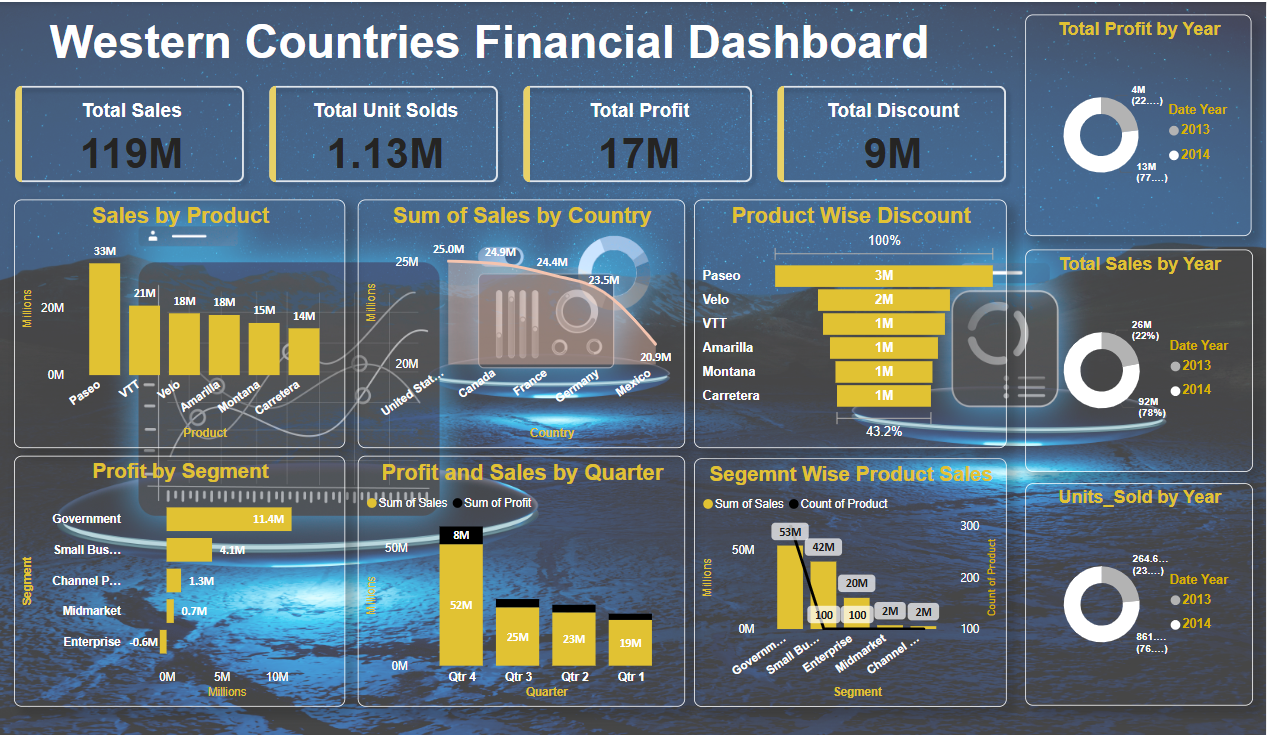 Western Countries Financial Dashboard
Total Sales
119M
Total Unit Solds
1.13M
Total Profit
17M
Total Discount
9M
Total Profit by Year
4M
(22....)
13M
(77....)
Date Year
2013
2014
Sales by Product
Millions
20M
0M
33M
21M
18M
18M
15M
14M
Paseo
VTT
Velo
Amarilla
Montana
Carretera
Product
Sum of Sales by Country
Millions
25M
20M
25.0M
24.9M
24.4M
23.5M
20.9M
United Stat...
Canada
France
Germany
Mexico
Country
Product Wise Discount
100%
Paseo 3M
Velo 2M
VTT 1M
Amarilla 1M
Montana 1M
Carretera 1M
43.2%
Total Sales by Year
26M
(22%)
92M
(78%)
Date Year
2013
2014
Profit by Segment
Segment
Government 11.4M
Small Bus... 4.1M
Channel P... 1.3M
Midmarket 0.7M
Enterprise -0.6M
0M 5M 10M
Millions
Profit and Sales by Quarter
Sum of Sales Sum of Profit
Millions
50M
0M
8M
52M
25M
23M
19M
Qtr 4 Qtr 3 Qtr 2 Qtr 1
Quarter
Segemnt Wise Product Sales
Sum of Sales Count of Product
Millions
50M
0M
53M
42M
20M
2M
2M
100
100
300
200
100
Count of Product
Governm...
Small Bu...
Enterprise
Midmarket
Channel ...
Segment
Units_Sold by Year
264.6...
(23....)
861....
(76....)
Date Year
2013
2014